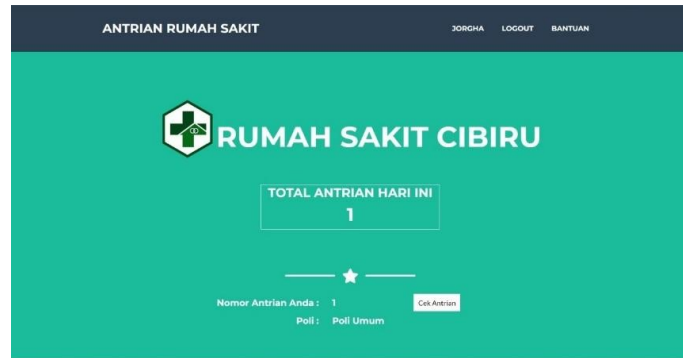 ANTRIAN RUMAH SAKIT JORGHA LOGOUT BANTUAN
RUMAH SAKIT CIBIRU
TOTAL ANTRIAN HARI INI
1
Nomor Antrian Anda : 1 Cek Antrian
Poli : Poli Umum